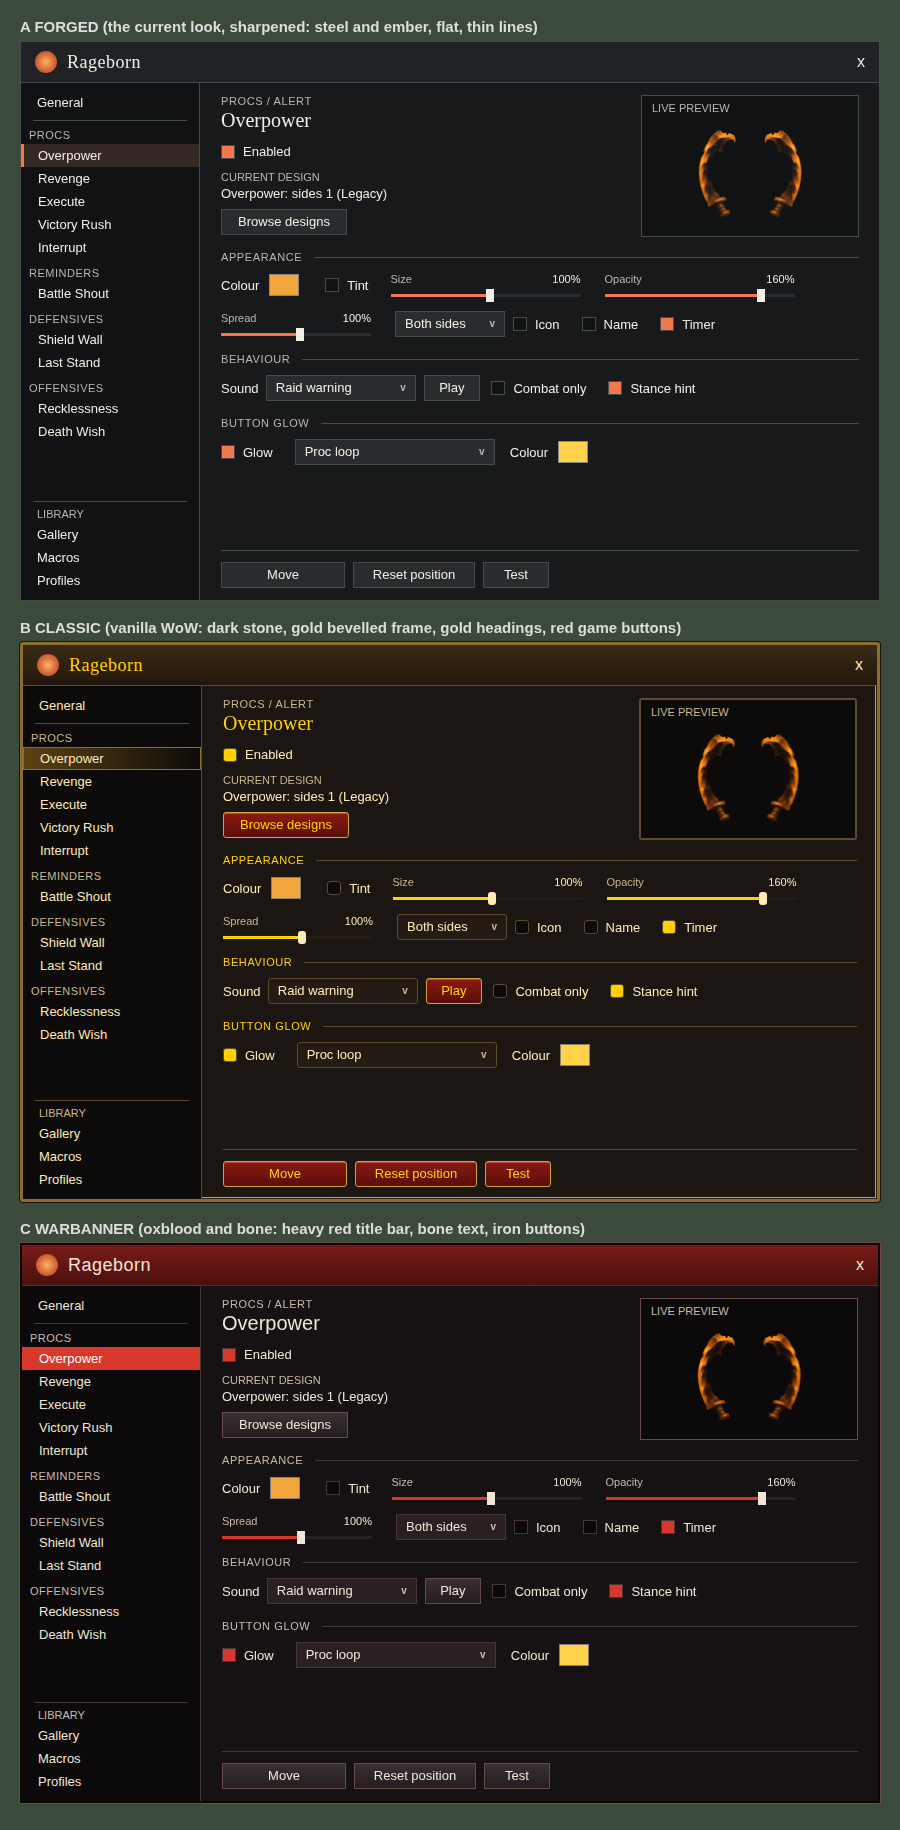 A FORGED (the current look, sharpened: steel and ember, flat, thin lines)
Rageborn x
General
PROCS
Overpower
Revenge
Execute
Victory Rush
Interrupt
REMINDERS
Battle Shout
DEFENSIVES
Shield Wall
Last Stand
OFFENSIVES
Recklessness
Death Wish
LIBRARY
Gallery
Macros
Profiles
PROCS / ALERT
Overpower
Enabled
CURRENT DESIGN
Overpower: sides 1 (Legacy)
Browse designs
LIVE PREVIEW
APPEARANCE
Colour Tint Size 100% Opacity 160%
Spread 100% Both sides v Icon Name Timer
BEHAVIOUR
Sound Raid warning v Play Combat only Stance hint
BUTTON GLOW
Glow Proc loop v Colour
Move Reset position Test
B CLASSIC (vanilla WoW: dark stone, gold bevelled frame, gold headings, red game buttons)
Rageborn x
General
PROCS
Overpower
Revenge
Execute
Victory Rush
Interrupt
REMINDERS
Battle Shout
DEFENSIVES
Shield Wall
Last Stand
OFFENSIVES
Recklessness
Death Wish
LIBRARY
Gallery
Macros
Profiles
PROCS / ALERT
Overpower
Enabled
CURRENT DESIGN
Overpower: sides 1 (Legacy)
Browse designs
LIVE PREVIEW
APPEARANCE
Colour Tint Size 100% Opacity 160%
Spread 100% Both sides v Icon Name Timer
BEHAVIOUR
Sound Raid warning v Play Combat only Stance hint
BUTTON GLOW
Glow Proc loop v Colour
Move Reset position Test
C WARBANNER (oxblood and bone: heavy red title bar, bone text, iron buttons)
Rageborn x
General
PROCS
Overpower
Revenge
Execute
Victory Rush
Interrupt
REMINDERS
Battle Shout
DEFENSIVES
Shield Wall
Last Stand
OFFENSIVES
Recklessness
Death Wish
LIBRARY
Gallery
Macros
Profiles
PROCS / ALERT
Overpower
Enabled
CURRENT DESIGN
Overpower: sides 1 (Legacy)
Browse designs
LIVE PREVIEW
APPEARANCE
Colour Tint Size 100% Opacity 160%
Spread 100% Both sides v Icon Name Timer
BEHAVIOUR
Sound Raid warning v Play Combat only Stance hint
BUTTON GLOW
Glow Proc loop v Colour
Move Reset position Test